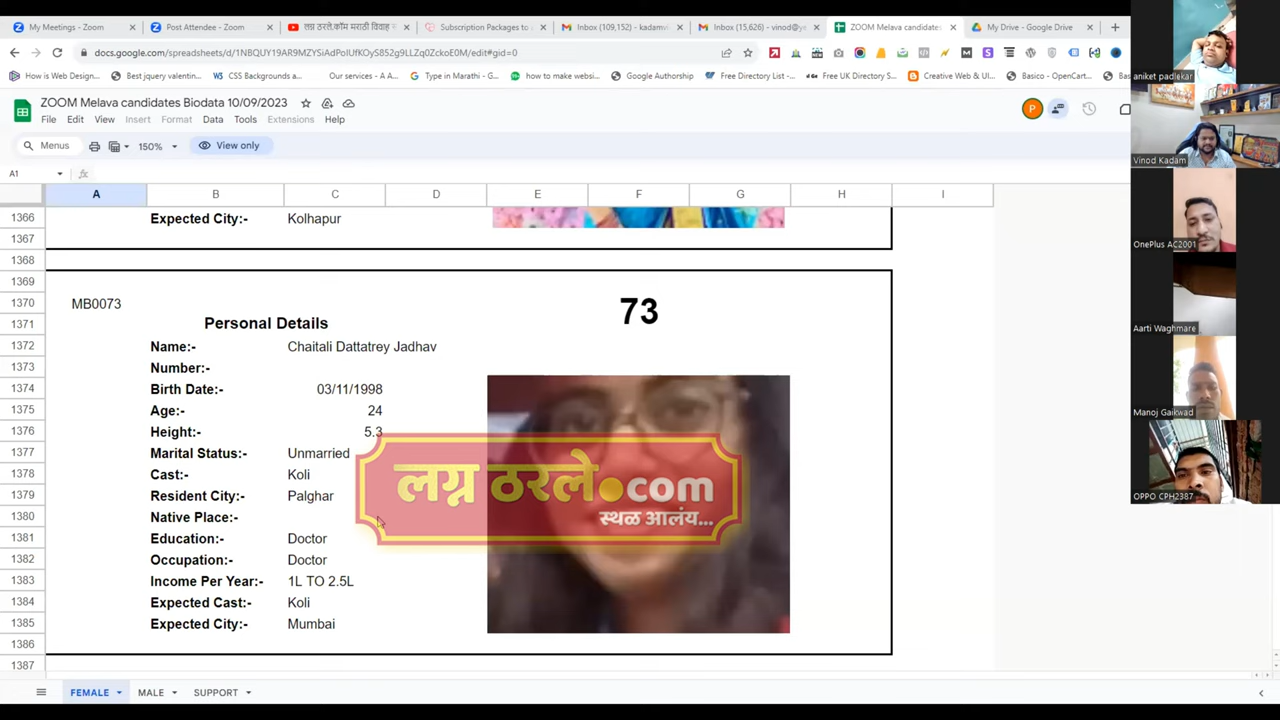 My Meetings - Zoom
Post Attendee - Zoom
लग्न ठरले.कॉम मराठी विवाह
Subscription Packages to
Inbox (109,152) - kadamvi
Inbox (15,626) - vinod@ye
ZOOM Melava candidates
My Drive - Google Drive
docs.google.com/spreadsheets/d/1NBQUY19AR9MZYSiAdPolUfKOyS852g9LLZq0ZckoE0M/edit#gid=0
How is Web Design...
Best jquery valentin...
CSS Backgrounds a...
Our services - A A...
Type in Marathi - G...
how to make websi...
Google Authorship
Free Directory List -...
Free UK Directory S...
Creative Web & UI...
Basico - OpenCart...
ZOOM Melava candidates Biodata 10/09/2023
File Edit View Insert Format Data Tools Extensions Help
P
Menus
150%
View only
A1
fx
A B C D E F G H I
1366 Expected City:- Kolhapur
1367
1368
1369
1370 MB0073 73
1371 Personal Details
1372 Name:- Chaitali Dattatrey Jadhav
1373 Number:-
1374 Birth Date:- 03/11/1998
1375 Age:- 24
1376 Height:- 5.3
1377 Marital Status:- Unmarried
1378 Cast:- Koli
1379 Resident City:- Palghar
1380 Native Place:-
1381 Education:- Doctor
1382 Occupation:- Doctor
1383 Income Per Year:- 1L TO 2.5L
1384 Expected Cast:- Koli
1385 Expected City:- Mumbai
1386
1387
लग्न ठरले.com
स्थळ आलंय...
FEMALE MALE SUPPORT
aniket padlekar
Vinod Kadam
OnePlus AC2001
Aarti Waghmare
Manoj Gaikwad
OPPO CPH2387